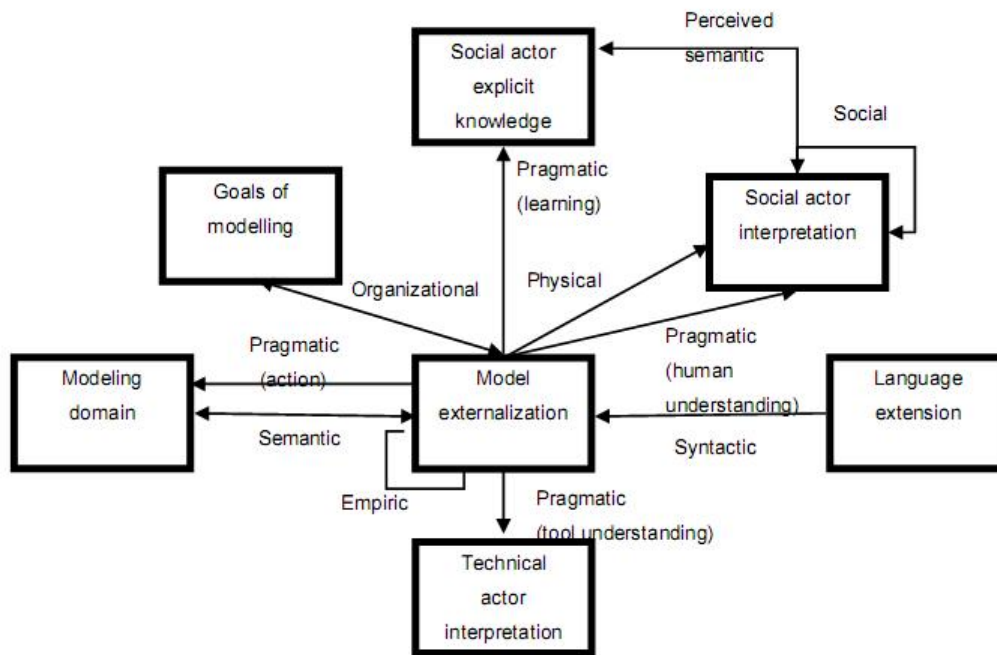 Social actor
explicit
knowledge
Perceived
semantic
Social
Goals of
modelling
Pragmatic
(learning)
Social actor
interpretation
Organizational
Physical
Modeling
domain
Pragmatic
(action)
Semantic
Model
externalization
Pragmatic
(human
understanding)
Syntactic
Language
extension
Empiric
Pragmatic
(tool understanding)
Technical
actor
interpretation